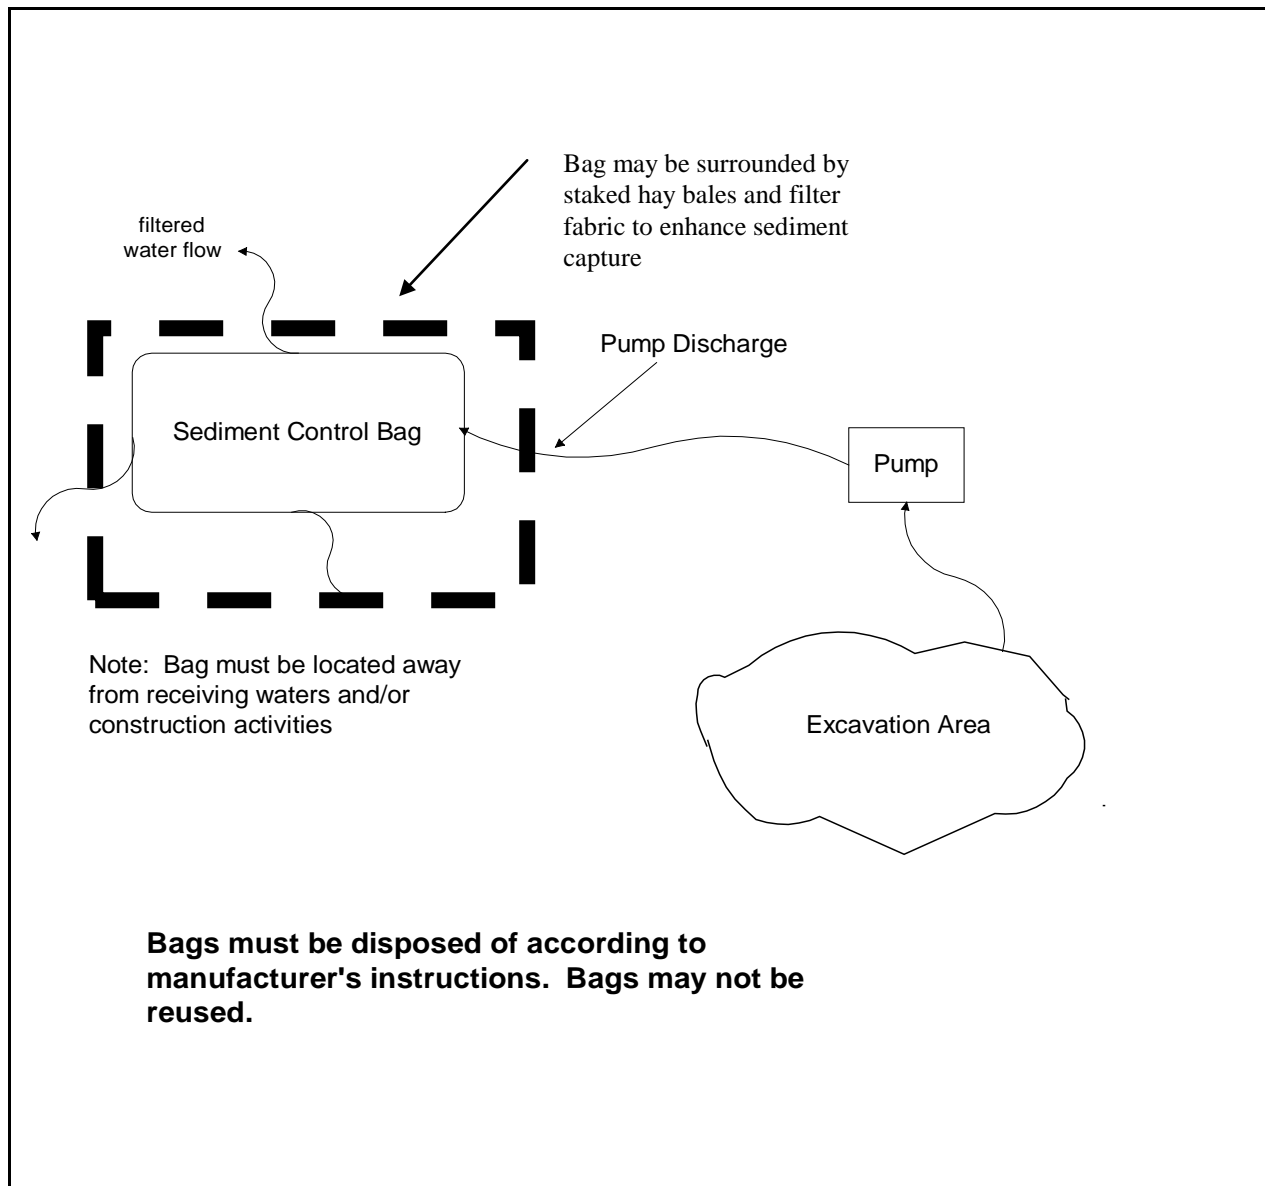 Bag may be surrounded by
staked hay bales and filter
fabric to enhance sediment
capture
filtered
water flow
Pump Discharge
Sediment Control Bag
Pump
Note:  Bag must be located away
from receiving waters and/or
construction activities
Excavation Area
Bags must be disposed of according to
manufacturer's instructions.  Bags may not be
reused.